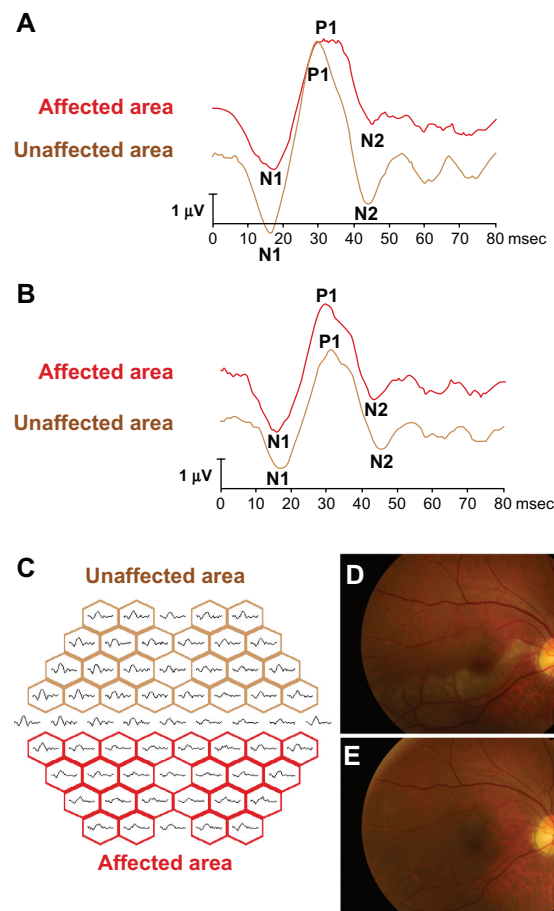 A
P1
P1
Affected area
N2
Unaffected area
N1
N2
1 µV
0 10 20 30 40 50 60 70 80 msec
N1
B
P1
P1
Affected area
N2
N1
Unaffected area
N2
N1
1 µV
0 10 20 30 40 50 60 70 80 msec
C
Unaffected area
Affected area
D
E